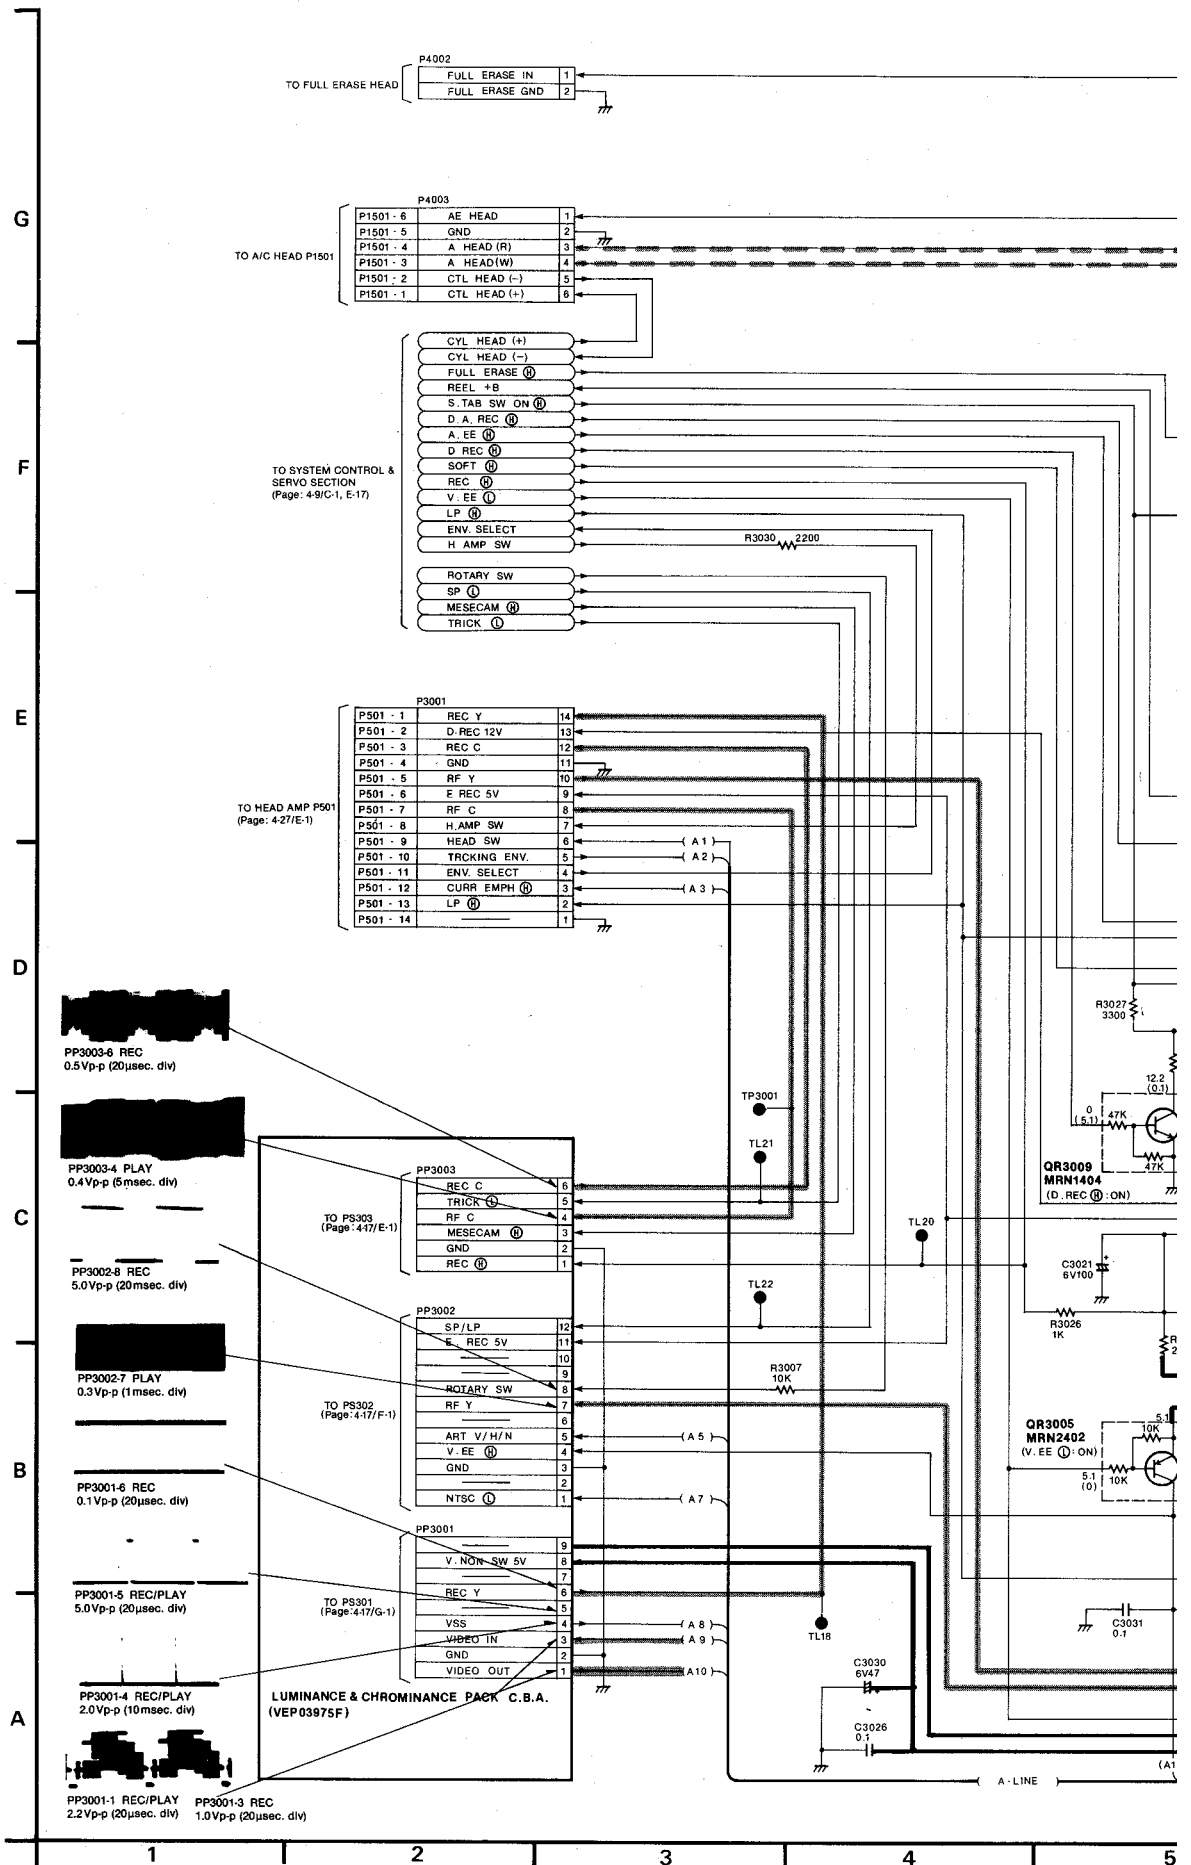 P4002
TO FULL ERASE HEAD
FULL ERASE IN 1
FULL ERASE GND 2
G
P4003
TO A/C HEAD P1501
P1501 - 6 AE HEAD 1
P1501 - 5 GND 2
P1501 - 4 A HEAD (R) 3
P1501 - 3 A HEAD(W) 4
P1501 - 2 CTL HEAD (-) 5
P1501 - 1 CTL HEAD (+) 6
CYL HEAD (+)
CYL HEAD (-)
FULL ERASE Ⓗ
REEL +B
S.TAB SW ON Ⓗ
D.A. REC Ⓗ
A. EE Ⓗ
D REC Ⓗ
SOFT Ⓗ
REC Ⓗ
V. EE Ⓛ
LP Ⓗ
ENV. SELECT
H AMP SW
F
TO SYSTEM CONTROL &
SERVO SECTION
(Page: 4-9/C-1, E-17)
R3030 2200
ROTARY SW
SP Ⓛ
MESECAM Ⓗ
TRICK Ⓛ
E
P3001
P501 - 1 REC Y 14
P501 - 2 D-REC 12V 13
P501 - 3 REC C 12
P501 - 4 GND 11
P501 - 5 RF Y 10
P501 - 6 E REC 5V 9
P501 - 7 RF C 8
P501 - 8 H.AMP SW 7
P501 - 9 HEAD SW 6
P501 - 10 TRCKING ENV. 5
P501 - 11 ENV. SELECT 4
P501 - 12 CURR EMPH Ⓗ 3
P501 - 13 LP Ⓗ 2
P501 - 14 1
TO HEAD AMP P501
(Page: 4-27/E-1)
(A1)
(A2)
(A3)
D
PP3003-6 REC
0.5Vp-p (20μsec. div)
R3027
3300
12.2
(0.1)
0
(5.1)
47K
47K
QR3009
MRN1404
(D.REC Ⓗ:ON)
TP3001
TL21
PP3003-4 PLAY
0.4Vp-p (5msec. div)
C
PP3003
REC C 6
TRICK Ⓛ 5
RF C 4
MESECAM Ⓗ 3
GND 2
REC Ⓗ 1
TO PS303
(Page: 4-17/E-1)
TL20
TL22
C3021
6V100
R3026
1K
PP3002-8 REC
5.0Vp-p (20msec. div)
PP3002
SP/LP 12
E. REC 5V 11
10
9
ROTARY SW 8
RF Y 7
6
ART V/H/N 5
V. EE Ⓗ 4
GND 3
2
NTSC Ⓛ 1
TO PS302
(Page: 4-17/F-1)
R3007
10K
(A5)
(A7)
PP3002-7 PLAY
0.3Vp-p (1msec. div)
B
QR3005
MRN2402
(V. EE Ⓛ:ON)
5.1
10K
5.1
(0)
10K
PP3001-6 REC
0.1Vp-p (20μsec. div)
PP3001
9
V. NON SW 5V 8
7
REC Y 6
5
VSS 4
VIDEO IN 3
GND 2
VIDEO OUT 1
TO PS301
(Page: 4-17/G-1)
(A8)
(A9)
(A10)
TL18
C3031
0.1
PP3001-5 REC/PLAY
5.0Vp-p (20μsec. div)
PP3001-4 REC/PLAY
2.0Vp-p (10msec. div)
A
LUMINANCE & CHROMINANCE PACK C.B.A.
(VEP03975F)
C3030
6V47
C3026
0.1
A-LINE
PP3001-1 REC/PLAY
2.2Vp-p (20μsec. div)
PP3001-3 REC
1.0Vp-p (20μsec. div)
1 2 3 4 5